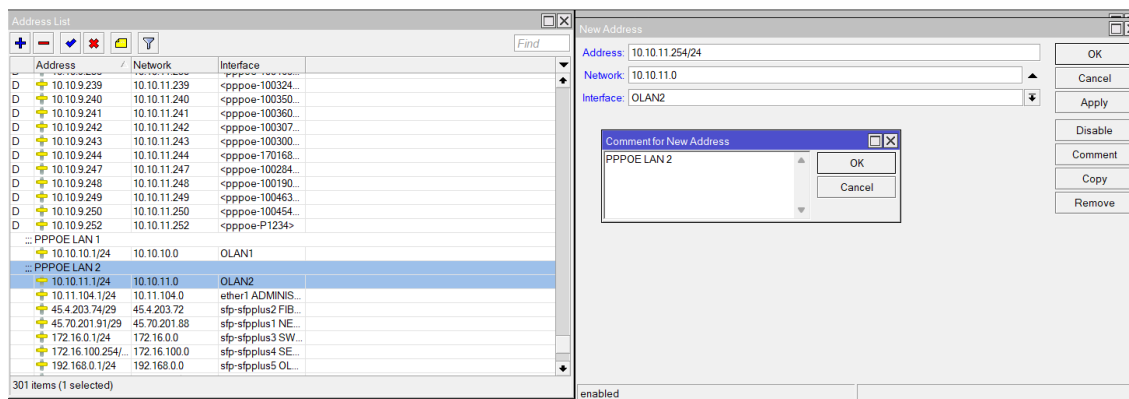 Address List
Find
Address Network Interface
D 10.10.9.239 10.10.11.239 <pppoe-100324...
D 10.10.9.240 10.10.11.240 <pppoe-100350...
D 10.10.9.241 10.10.11.241 <pppoe-100360...
D 10.10.9.242 10.10.11.242 <pppoe-100307...
D 10.10.9.243 10.10.11.243 <pppoe-100300...
D 10.10.9.244 10.10.11.244 <pppoe-170168...
D 10.10.9.247 10.10.11.247 <pppoe-100284...
D 10.10.9.248 10.10.11.248 <pppoe-100190...
D 10.10.9.249 10.10.11.249 <pppoe-100463...
D 10.10.9.250 10.10.11.250 <pppoe-100454...
D 10.10.9.252 10.10.11.252 <pppoe-P1234>
::: PPPOE LAN 1
10.10.10.1/24 10.10.10.0 OLAN1
::: PPPOE LAN 2
10.10.11.1/24 10.10.11.0 OLAN2
10.11.104.1/24 10.11.104.0 ether1 ADMINIS...
45.4.203.74/29 45.4.203.72 sfp-sfpplus2 FIB...
45.70.201.91/29 45.70.201.88 sfp-sfpplus1 NE...
172.16.0.1/24 172.16.0.0 sfp-sfpplus3 SW...
172.16.100.254/... 172.16.100.0 sfp-sfpplus4 SE...
192.168.0.1/24 192.168.0.0 sfp-sfpplus5 OL...
301 items (1 selected)
New Address
Address: 10.10.11.254/24
Network: 10.10.11.0
Interface: OLAN2
OK
Cancel
Apply
Disable
Comment
Copy
Remove
Comment for New Address
PPPOE LAN 2
OK
Cancel
enabled